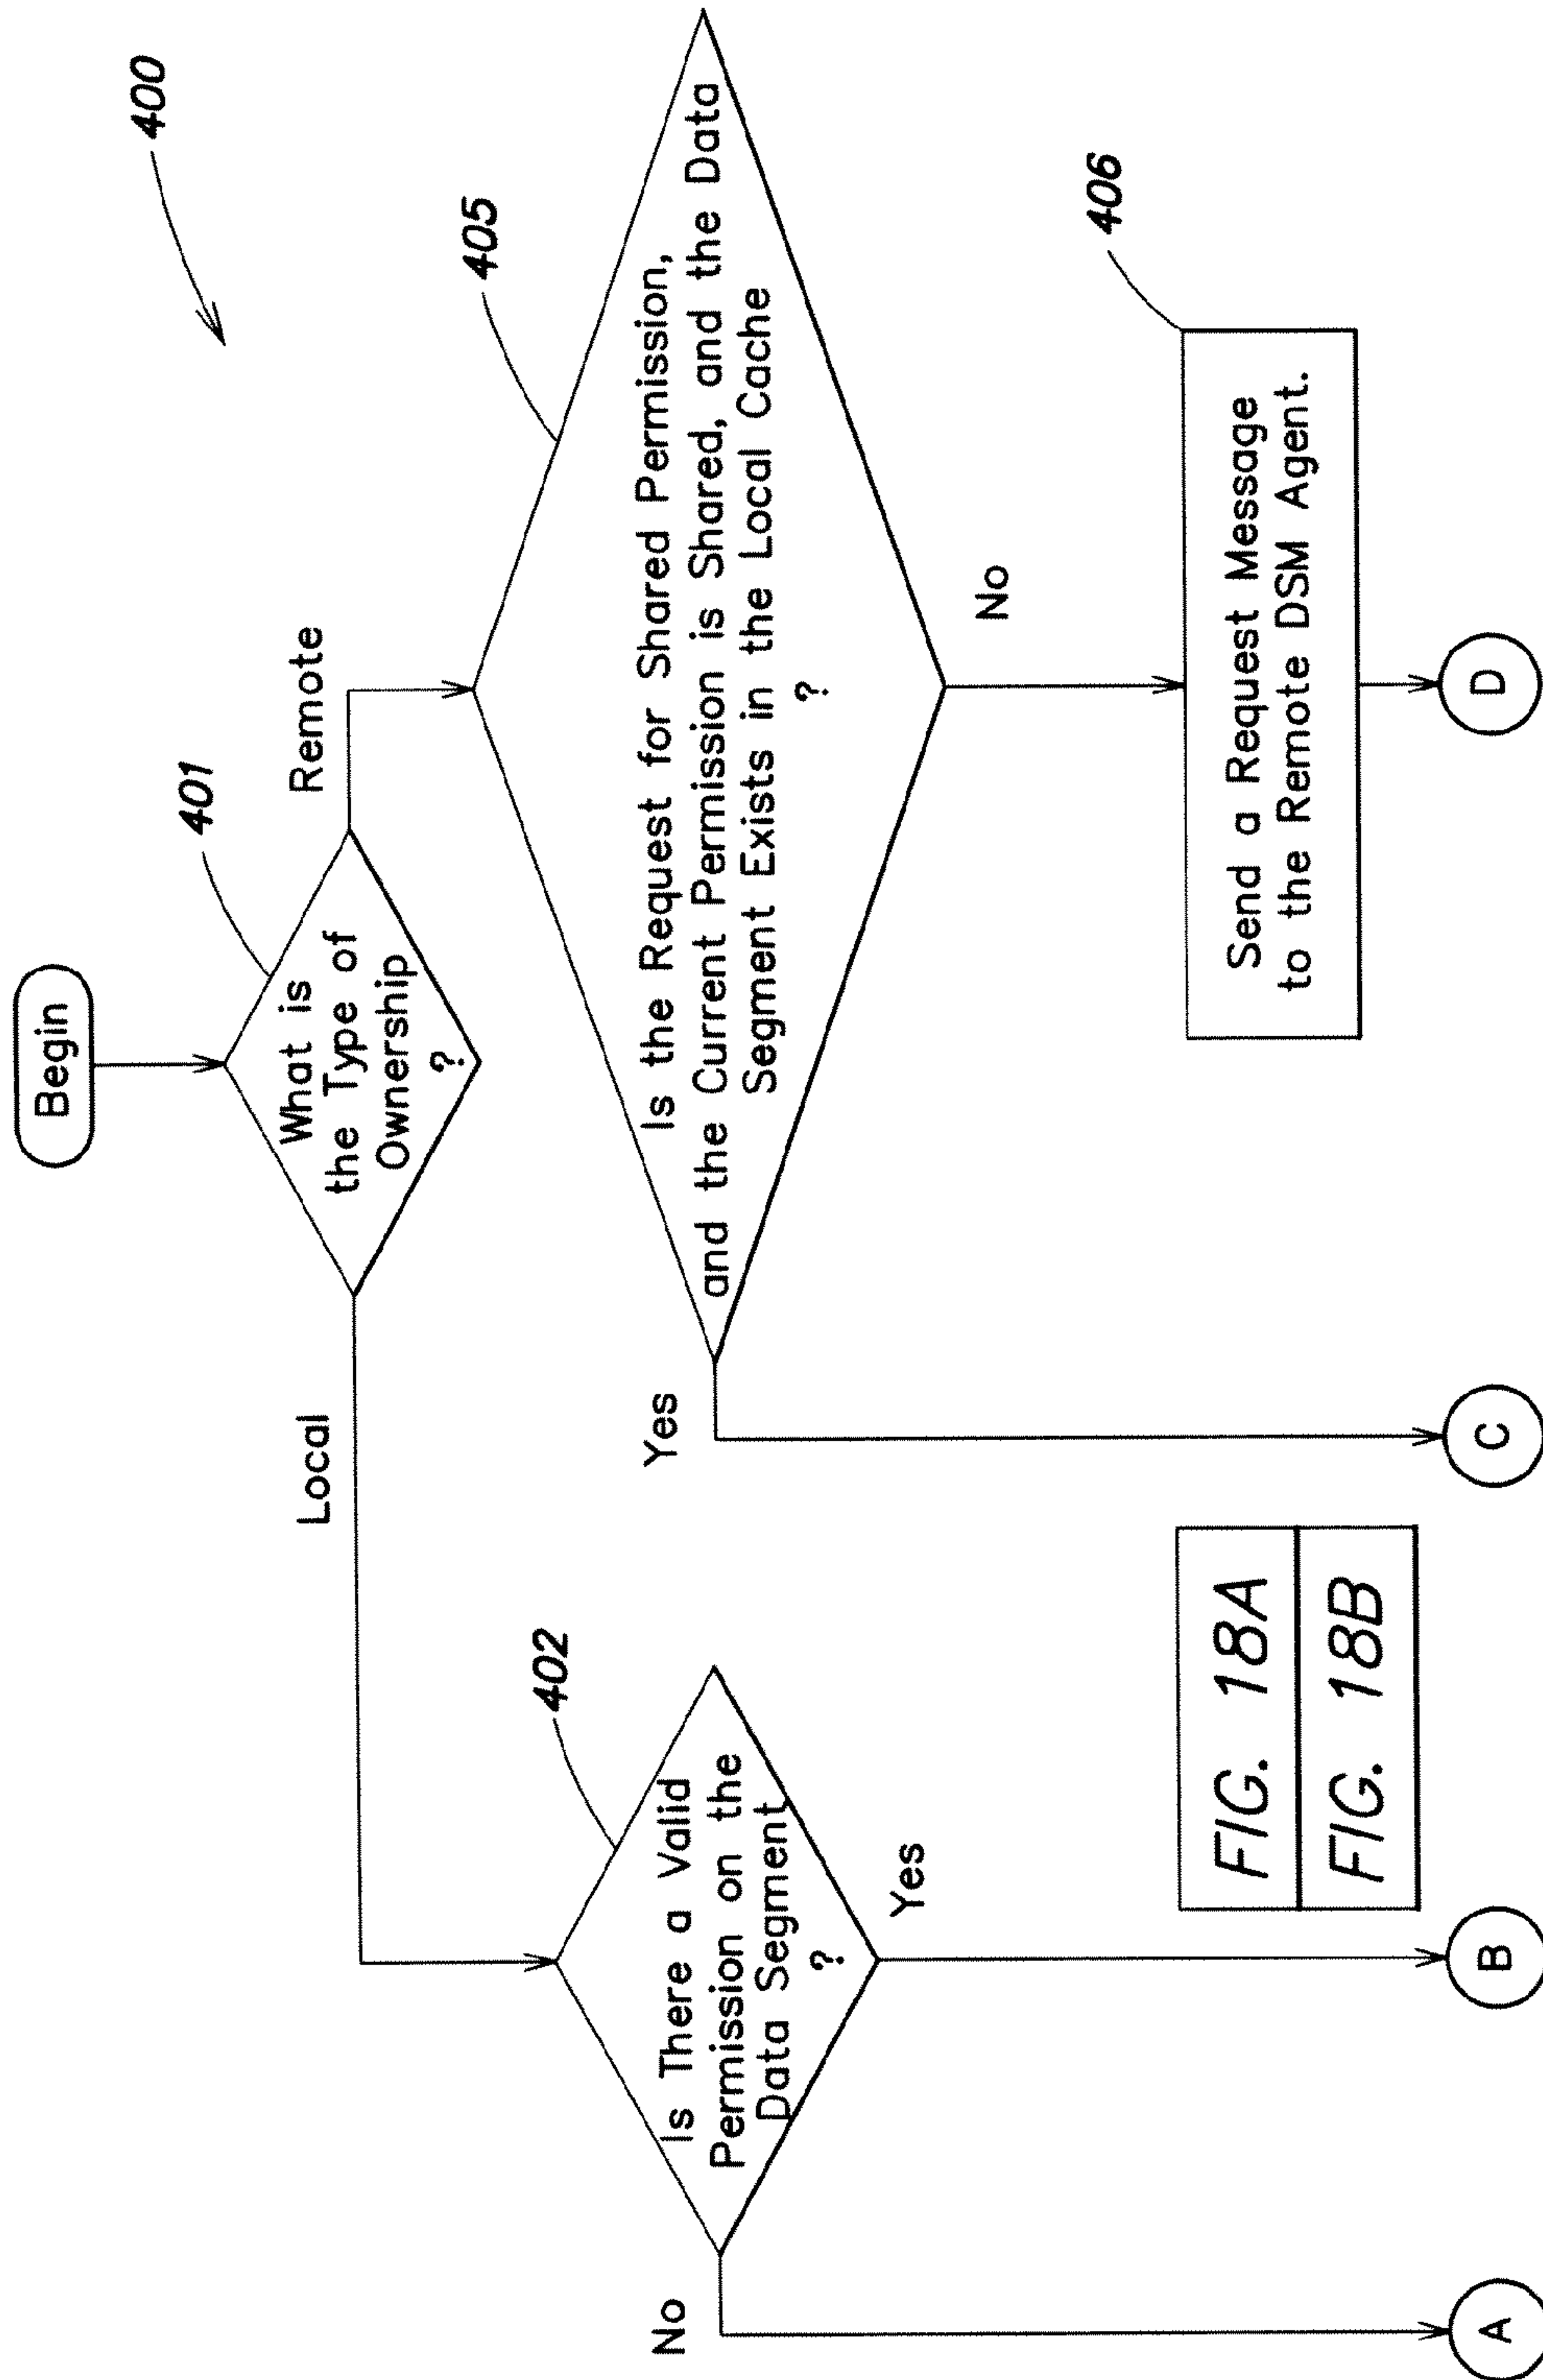 400
Begin
401
What is
the Type of
Ownership
?
Local
Remote
402
Is There a Valid
Permission on the
Data Segment
?
No
Yes
405
Is the Request for Shared Permission,
and the Current Permission is Shared, and the Data
Segment Exists in the Local Cache
?
Yes
No
406
Send a Request Message
to the Remote DSM Agent.
FIG. 18A
FIG. 18B
A
B
C
D